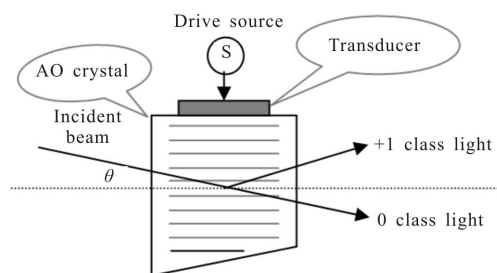 Drive source
S
Transducer
AO crystal
Incident
beam
θ
+1 class light
0 class light